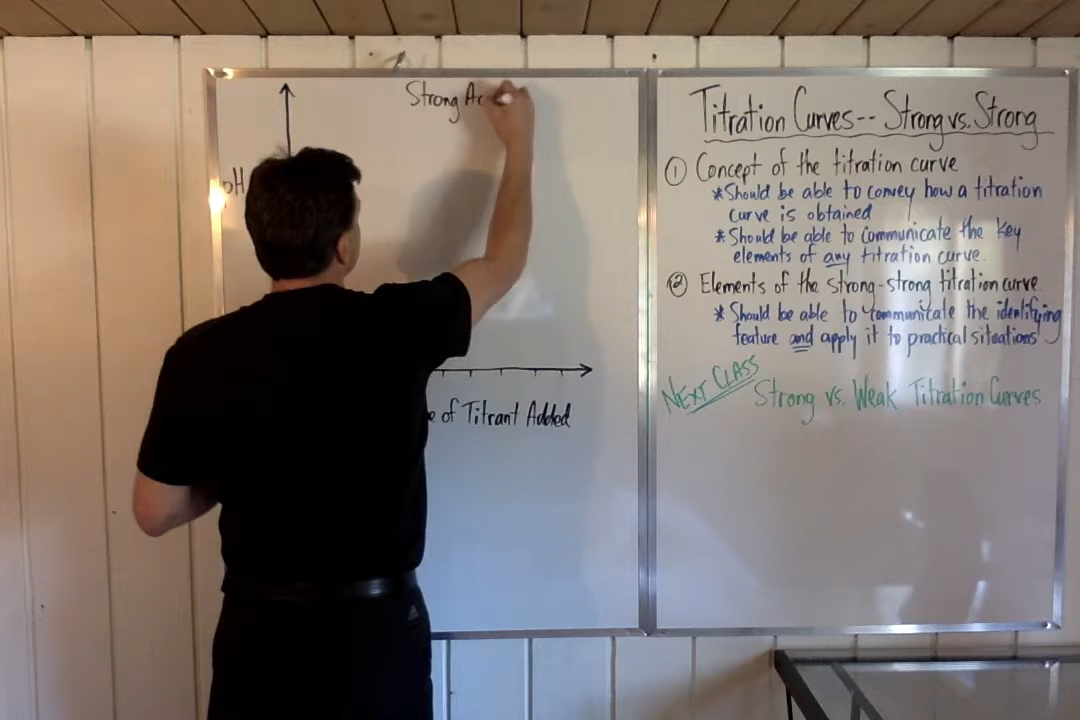 Strong Ac
pH
e of Titrant Added
Titration Curves-- Strong vs. Strong
① Concept of the titration curve
*Should be able to convey how a titration
curve is obtained
*Should be able to communicate the key
elements of any titration curve.
② Elements of the strong-strong titration curve.
* Should be able to communicate the identifying
feature and apply it to practical situations
NEXT CLASS Strong vs. Weak Titration Curves